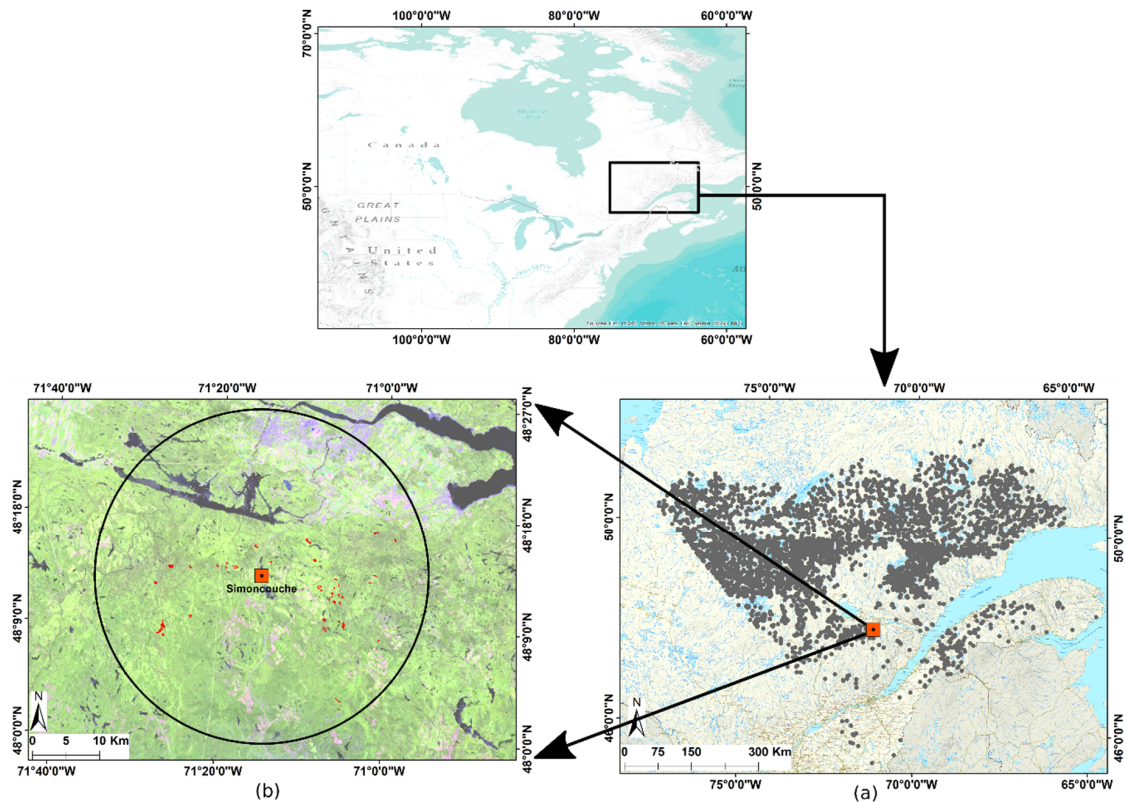 100°0'0"W 80°0'0"W 60°0'0"W
70°0'0"N
Canada
50°0'0"N 50°0'0"N
GREAT
PLAINS
United
States
100°0'0"W 80°0'0"W 60°0'0"W
71°40'0"W 71°20'0"W 71°0'0"W
48°27'0"N
48°18'0"N 48°18'0"N
Simoncouche
48°9'0"N 48°9'0"N
N
48°0'0"N 48°0'0"N
0 5 10 Km
71°40'0"W 71°20'0"W 71°0'0"W
(b)
75°0'0"W 70°0'0"W 65°0'0"W
50°0'0"N 50°0'0"N
N
46°0'0"N 46°0'0"N
0 75 150 300 Km
75°0'0"W 70°0'0"W 65°0'0"W
(a)